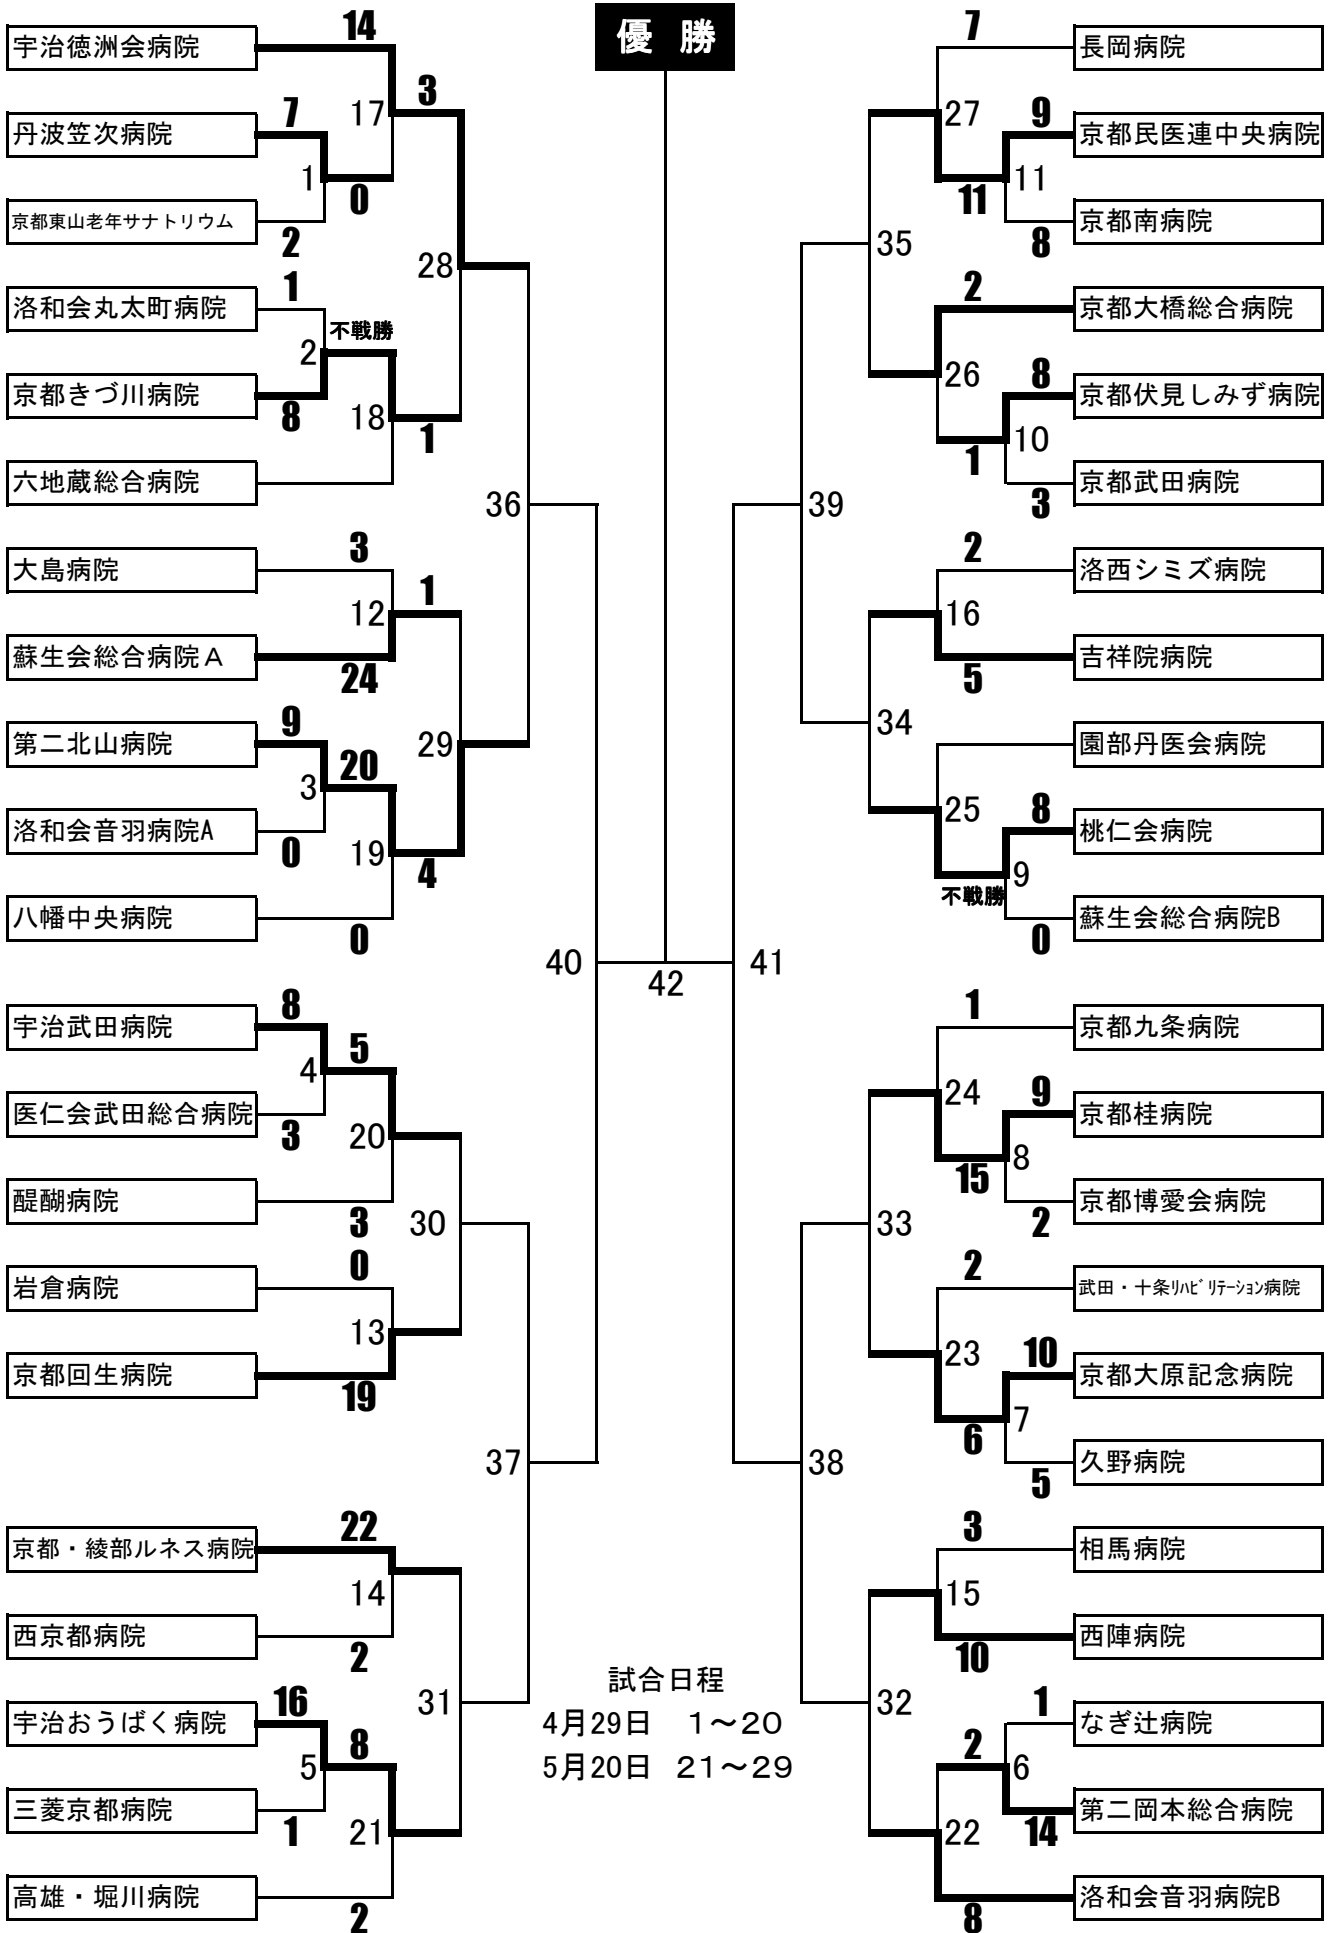 優 勝
14
宇治徳洲会病院
17
3
7
丹波笠次病院
1
0
京都東山老年サナトリウム
2
28
1
洛和会丸太町病院
不戦勝
2
京都きづ川病院
8
18
1
六地蔵総合病院
36
3
大島病院
12
1
蘇生会総合病院A
24
9
第二北山病院
3
20
29
洛和会音羽病院A
0
19
4
八幡中央病院
0
40
8
宇治武田病院
4
5
医仁会武田総合病院
3
20
醍醐病院
3
30
0
岩倉病院
13
京都回生病院
19
37
22
京都・綾部ルネス病院
14
西京都病院
2
31
16
宇治おうばく病院
5
8
三菱京都病院
1
21
高雄・堀川病院
2
42
試合日程
4月29日 1~20
5月20日 21~29
7
長岡病院
27
9
京都民医連中央病院
11
11
京都南病院
8
35
2
京都大橋総合病院
26
8
京都伏見しみず病院
10
1
京都武田病院
3
39
2
洛西シミズ病院
16
吉祥院病院
5
34
園部丹医会病院
25
8
桃仁会病院
9
不戦勝
蘇生会総合病院B
0
41
1
京都九条病院
24
9
京都桂病院
8
15
京都博愛会病院
2
33
2
武田・十条ﾘﾊﾋﾞﾘﾃｰｼｮﾝ病院
23
10
京都大原記念病院
7
6
久野病院
5
38
3
相馬病院
15
西陣病院
10
32
1
なぎ辻病院
2
6
第二岡本総合病院
14
22
洛和会音羽病院B
8